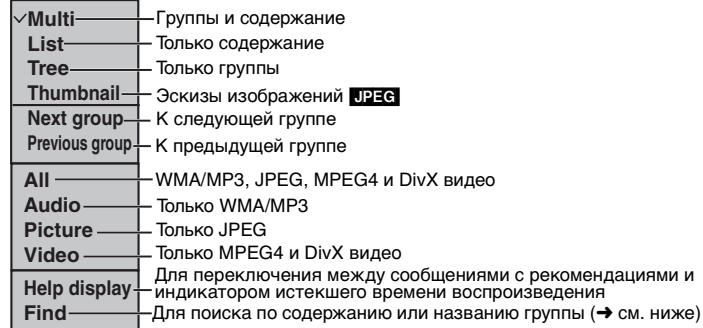 ✓Multi Группы и содержание
List Только содержание
Tree Только группы
Thumbnail Эскизы изображений JPEG
Next group К следующей группе
Previous group К предыдущей группе
All WMA/MP3, JPEG, MPEG4 и DivX видео
Audio Только WMA/MP3
Picture Только JPEG
Video Только MPEG4 и DivX видео
Help display Для переключения между сообщениями с рекомендациями и
индикатором истекшего времени воспроизведения
Find Для поиска по содержанию или названию группы (➜ см. ниже)